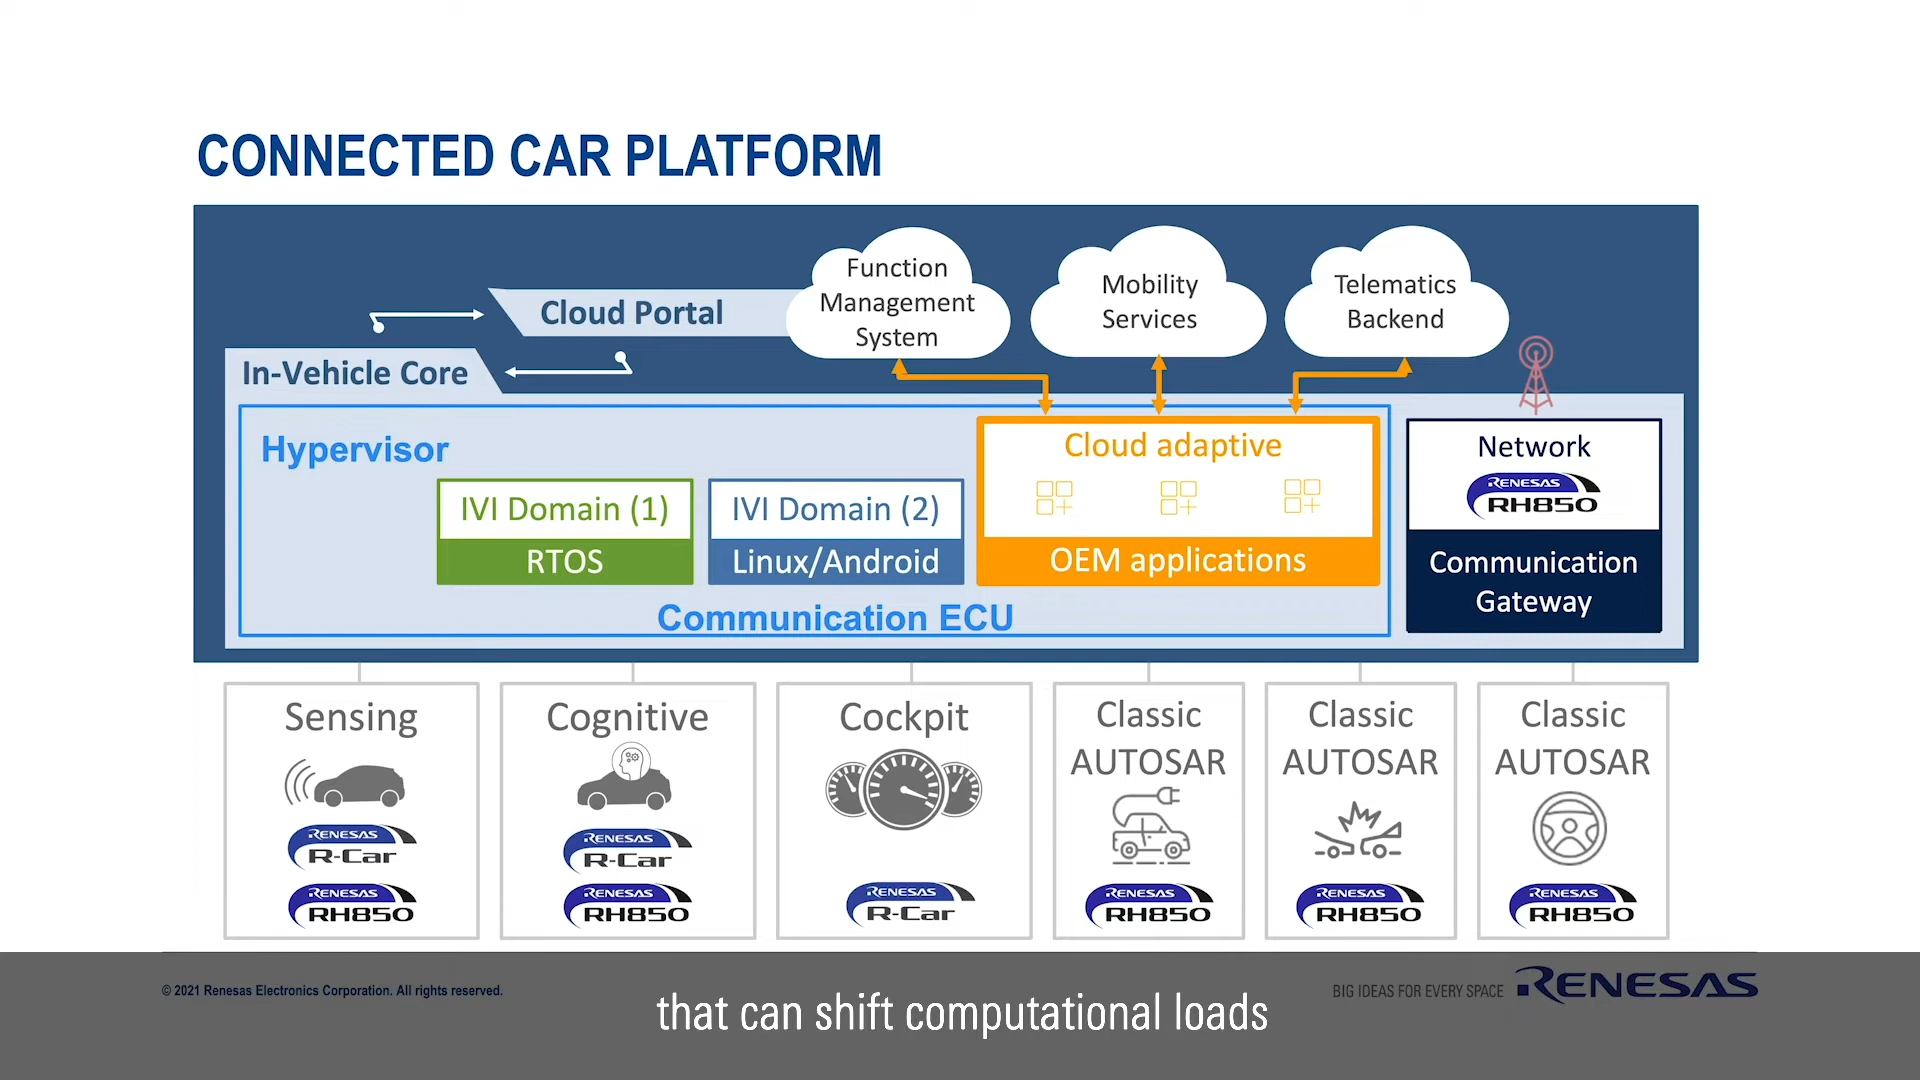 CONNECTED CAR PLATFORM
Function
Management
System
Mobility
Services
Telematics
Backend
Cloud Portal
In-Vehicle Core
Hypervisor
IVI Domain (1)
RTOS
IVI Domain (2)
Linux/Android
Cloud adaptive
OEM applications
Communication ECU
Network
RENESAS
RH850
Communication
Gateway
Sensing
RENESAS
R-Car
RENESAS
RH850
Cognitive
RENESAS
R-Car
RENESAS
RH850
Cockpit
RENESAS
R-Car
Classic
AUTOSAR
RENESAS
RH850
Classic
AUTOSAR
RENESAS
RH850
Classic
AUTOSAR
RENESAS
RH850
© 2021 Renesas Electronics Corporation. All rights reserved.
BIG IDEAS FOR EVERY SPACE RENESAS
that can shift computational loads